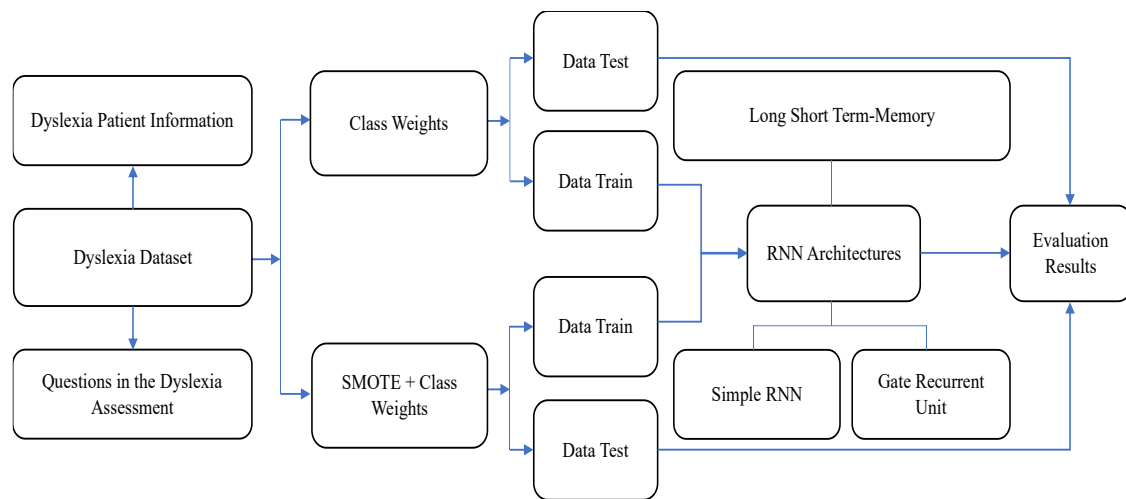 Dyslexia Patient Information
Dyslexia Dataset
Questions in the Dyslexia
Assessment
Class Weights
SMOTE + Class
Weights
Data Test
Data Train
Data Train
Data Test
Long Short Term-Memory
RNN Architectures
Simple RNN
Gate Recurrent
Unit
Evaluation
Results